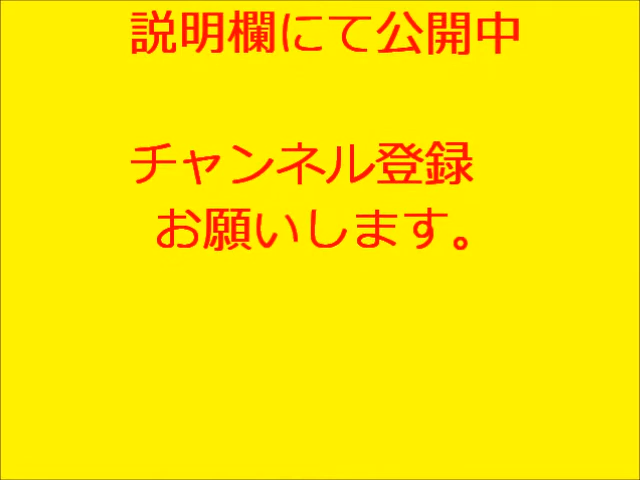 説明欄にて公開中
チャンネル登録
お願いします。